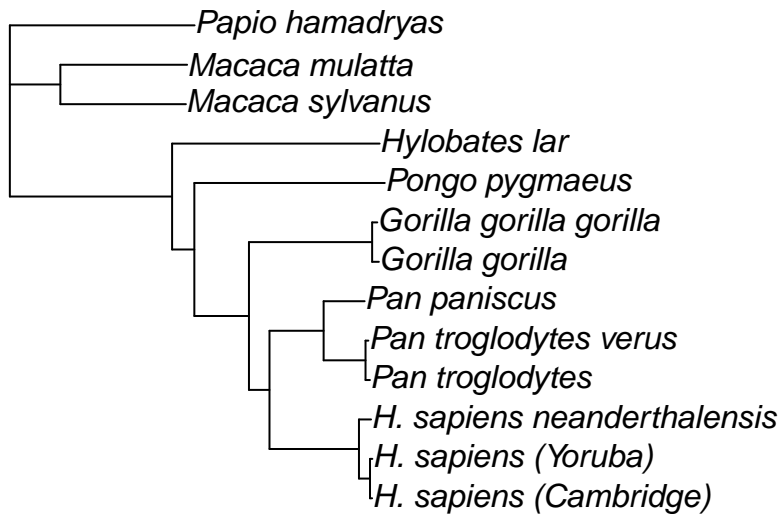 Papio hamadryas
Macaca mulatta
Macaca sylvanus
Hylobates lar
Pongo pygmaeus
Gorilla gorilla gorilla
Gorilla gorilla
Pan paniscus
Pan troglodytes verus
Pan troglodytes
H. sapiens neanderthalensis
H. sapiens (Yoruba)
H. sapiens (Cambridge)